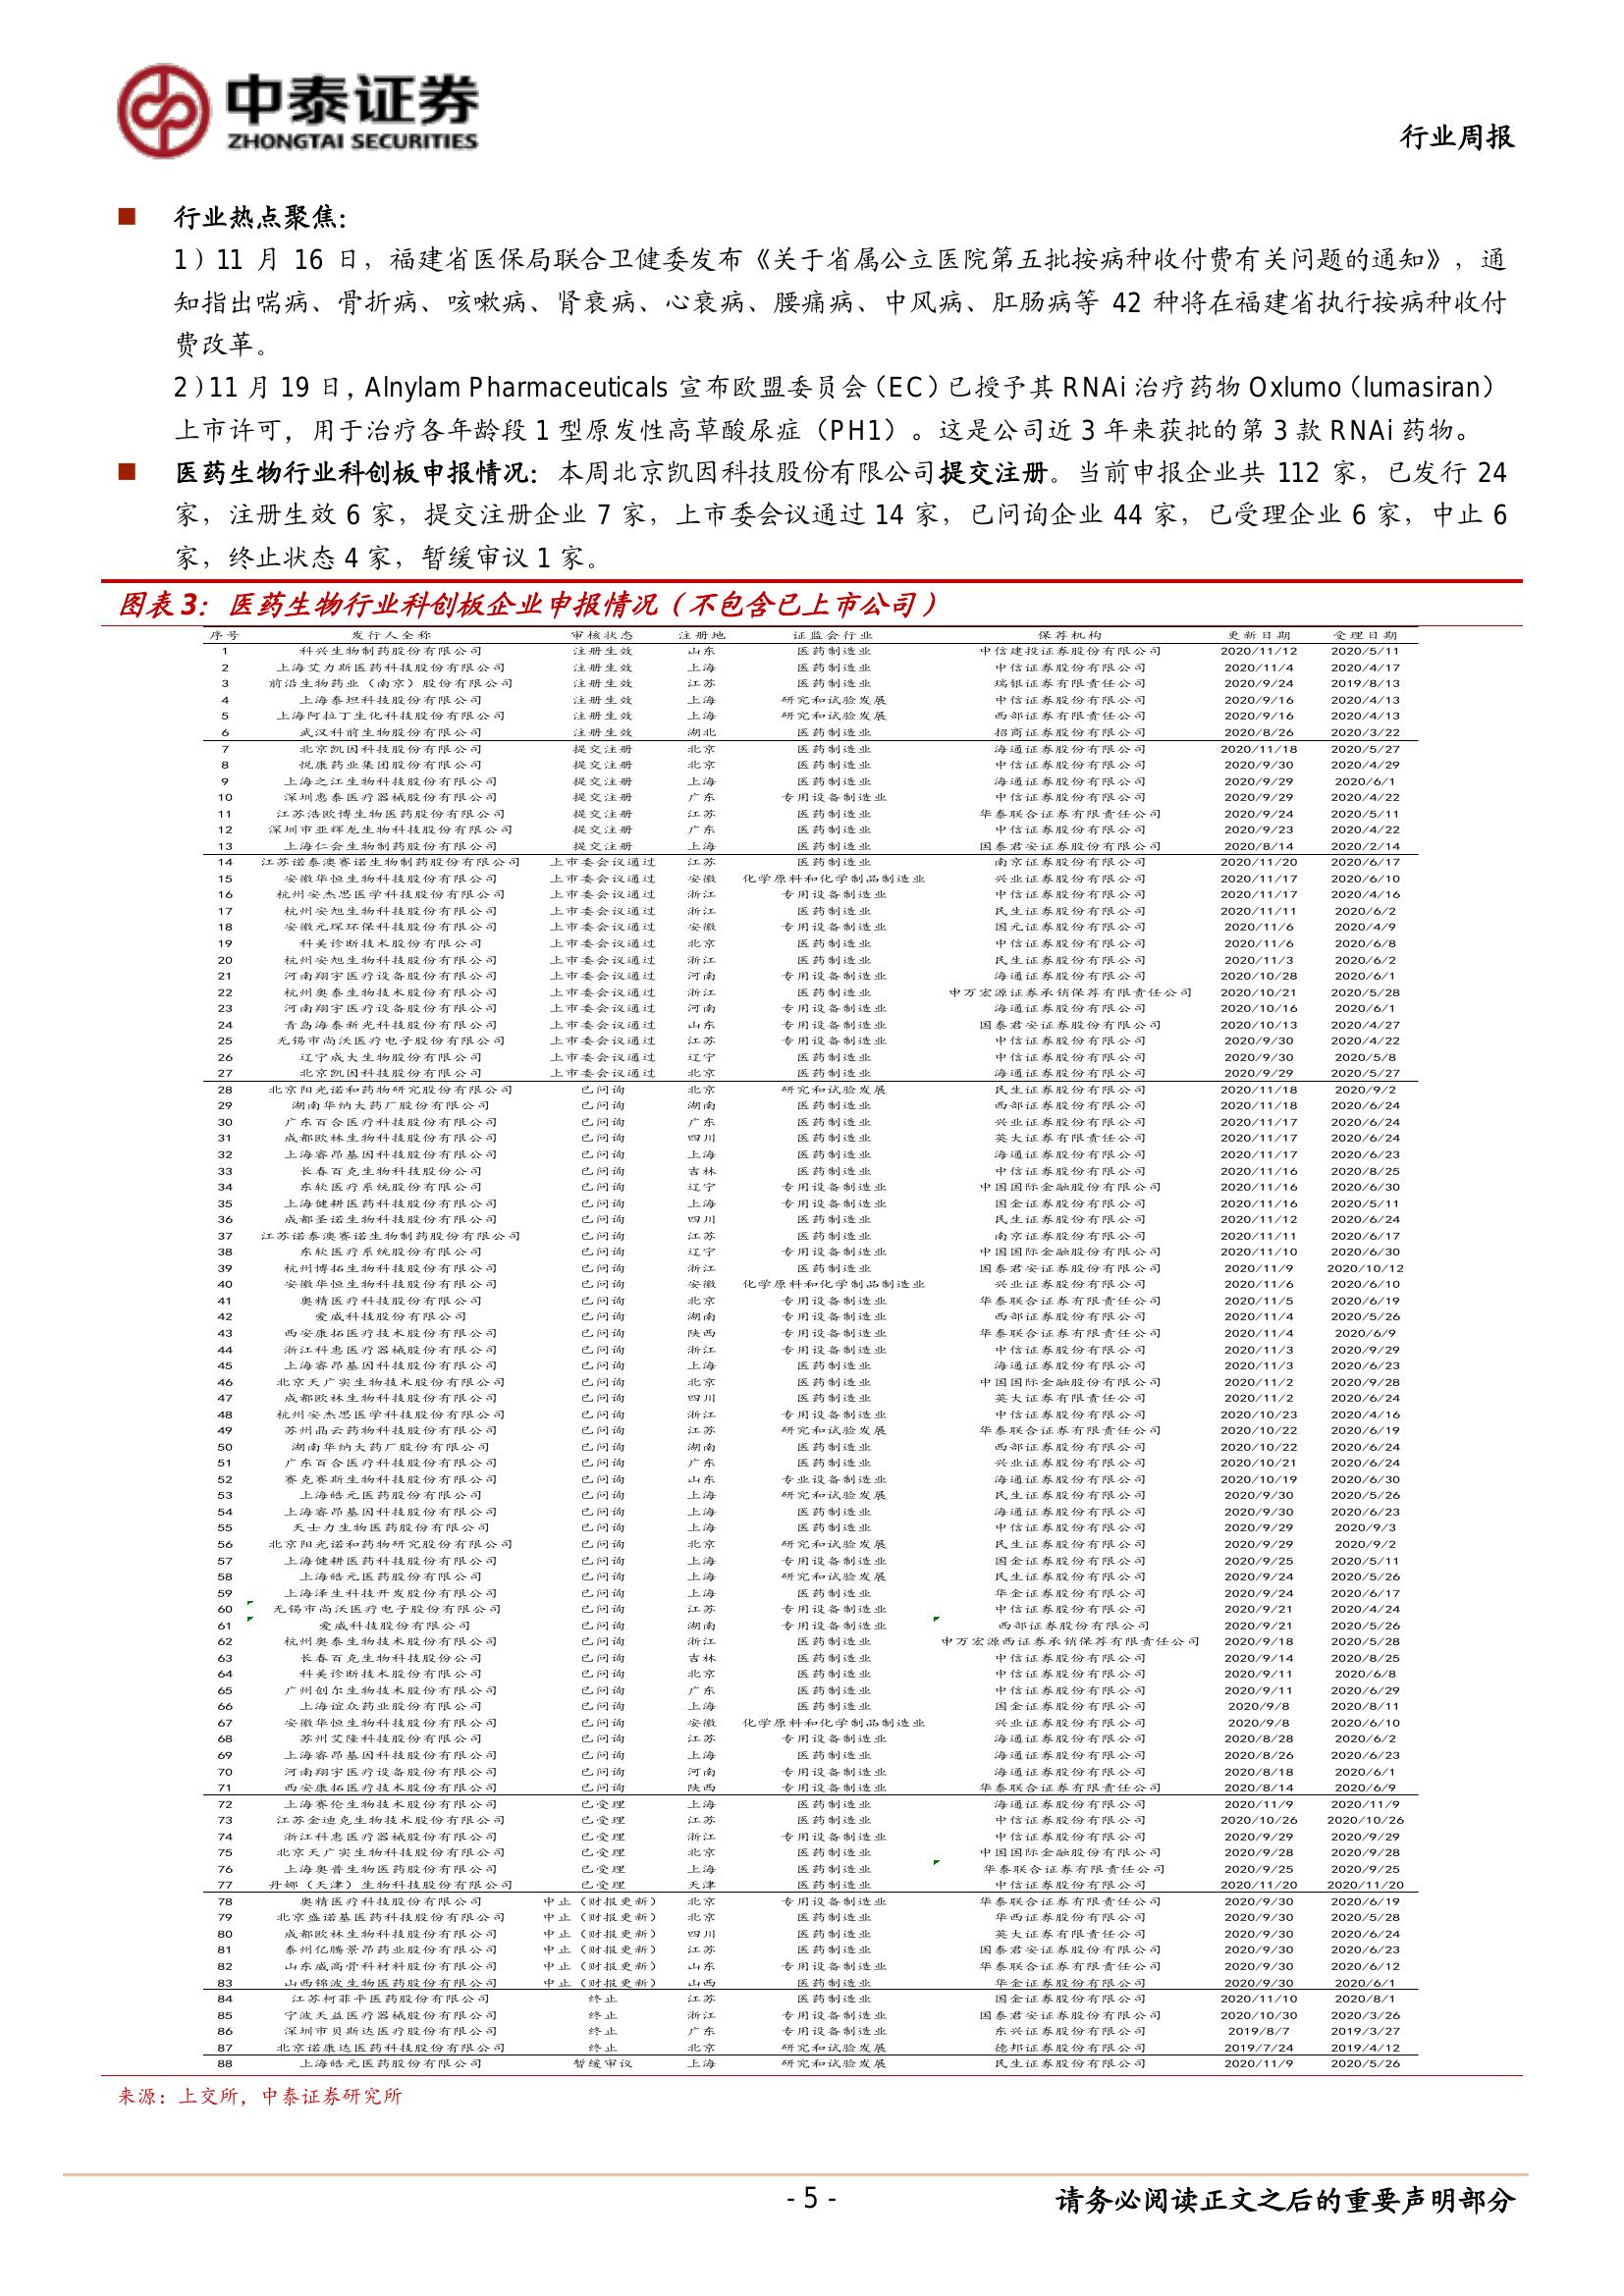 中泰证券
ZHONGTAI SECURITIES
行业周报
行业热点聚焦：
1）11 月 16 日，福建省医保局联合卫健委发布《关于省属公立医院第五批按病种收付费有关问题的通知》，通
知指出喘病、骨折病、咳嗽病、肾衰病、心衰病、腰痛病、中风病、肛肠病等 42 种将在福建省执行按病种收付
费改革。
2）11 月 19 日，Alnylam Pharmaceuticals 宣布欧盟委员会（EC）已授予其 RNAi 治疗药物 Oxlumo（lumasiran）
上市许可，用于治疗各年龄段 1 型原发性高草酸尿症（PH1）。这是公司近 3 年来获批的第 3 款 RNAi 药物。
医药生物行业科创板申报情况：本周北京凯因科技股份有限公司提交注册。当前申报企业共 112 家，已发行 24
家，注册生效 6 家，提交注册企业 7 家，上市委会议通过 14 家，已问询企业 44 家，已受理企业 6 家，中止 6
家，终止状态 4 家，暂缓审议 1 家。
图表 3：医药生物行业科创板企业申报情况（不包含已上市公司）
序号 发行人全称 审核状态 注册地 证监会行业 保荐机构 更新日期 受理日期
1 科兴生物制药股份有限公司 注册生效 山东 医药制造业 中信建投证券股份有限公司 2020/11/12 2020/5/11
2 上海艾力斯医药科技股份有限公司 注册生效 上海 医药制造业 中信证券股份有限公司 2020/11/4 2020/4/17
3 前沿生物药业（南京）股份有限公司 注册生效 江苏 医药制造业 瑞银证券有限责任公司 2020/9/24 2019/8/13
4 上海泰坦科技股份有限公司 注册生效 上海 研究和试验发展 中信证券股份有限公司 2020/9/16 2020/4/13
5 上海阿拉丁生化科技股份有限公司 注册生效 上海 研究和试验发展 西部证券有限责任公司 2020/9/16 2020/4/13
6 武汉科前生物股份有限公司 注册生效 湖北 医药制造业 招商证券股份有限公司 2020/8/26 2020/3/22
7 北京凯因科技股份有限公司 提交注册 北京 医药制造业 海通证券股份有限公司 2020/11/18 2020/5/27
8 悦康药业集团股份有限公司 提交注册 北京 医药制造业 中信证券股份有限公司 2020/9/30 2020/4/29
9 上海之江生物科技股份有限公司 提交注册 上海 医药制造业 海通证券股份有限公司 2020/9/29 2020/6/1
10 深圳惠泰医疗器械股份有限公司 提交注册 广东 专用设备制造业 中信证券股份有限公司 2020/9/29 2020/4/22
11 江苏浩欧博生物医药股份有限公司 提交注册 江苏 医药制造业 华泰联合证券有限责任公司 2020/9/24 2020/5/11
12 深圳市亚辉龙生物科技股份有限公司 提交注册 广东 医药制造业 中信证券股份有限公司 2020/9/23 2020/4/22
13 上海仁会生物制药股份有限公司 提交注册 上海 医药制造业 国泰君安证券股份有限公司 2020/8/14 2020/2/14
14 江苏诺泰澳赛诺生物制药股份有限公司 上市委会议通过 江苏 医药制造业 南京证券股份有限公司 2020/11/20 2020/6/17
15 安徽华恒生物科技股份有限公司 上市委会议通过 安徽 化学原料和化学制品制造业 兴业证券股份有限公司 2020/11/17 2020/6/10
16 杭州安杰思医学科技股份有限公司 上市委会议通过 浙江 专用设备制造业 中信证券股份有限公司 2020/11/17 2020/4/16
17 杭州安旭生物科技股份有限公司 上市委会议通过 浙江 医药制造业 民生证券股份有限公司 2020/11/11 2020/6/2
18 安徽元琛环保科技股份有限公司 上市委会议通过 安徽 专用设备制造业 国元证券股份有限公司 2020/11/6 2020/4/9
19 科美诊断技术股份有限公司 上市委会议通过 北京 医药制造业 中信证券股份有限公司 2020/11/6 2020/6/8
20 杭州安旭生物科技股份有限公司 上市委会议通过 浙江 医药制造业 民生证券股份有限公司 2020/11/3 2020/6/2
21 河南翔宇医疗设备股份有限公司 上市委会议通过 河南 专用设备制造业 海通证券股份有限公司 2020/10/28 2020/6/1
22 杭州奥泰生物技术股份有限公司 上市委会议通过 浙江 医药制造业 申万宏源证券承销保荐有限责任公司 2020/10/21 2020/5/28
23 河南翔宇医疗设备股份有限公司 上市委会议通过 河南 专用设备制造业 海通证券股份有限公司 2020/10/16 2020/6/1
24 青岛海泰新光科技股份有限公司 上市委会议通过 山东 专用设备制造业 国泰君安证券股份有限公司 2020/10/13 2020/4/27
25 无锡市尚沃医疗电子股份有限公司 上市委会议通过 江苏 专用设备制造业 中信证券股份有限公司 2020/9/30 2020/4/22
26 辽宁成大生物股份有限公司 上市委会议通过 辽宁 医药制造业 中信证券股份有限公司 2020/9/30 2020/5/8
27 北京凯因科技股份有限公司 上市委会议通过 北京 医药制造业 海通证券股份有限公司 2020/9/29 2020/5/27
28 北京阳光诺和药物研究股份有限公司 已问询 北京 研究和试验发展 民生证券股份有限公司 2020/11/18 2020/9/2
29 湖南华纳大药厂股份有限公司 已问询 湖南 医药制造业 西部证券股份有限公司 2020/11/18 2020/6/24
30 广东百合医疗科技股份有限公司 已问询 广东 医药制造业 兴业证券股份有限公司 2020/11/17 2020/6/24
31 成都欧林生物科技股份有限公司 已问询 四川 医药制造业 英大证券有限责任公司 2020/11/17 2020/6/24
32 上海睿昂基因科技股份有限公司 已问询 上海 医药制造业 海通证券股份有限公司 2020/11/17 2020/6/23
33 长春百克生物科技股份公司 已问询 吉林 医药制造业 中信证券股份有限公司 2020/11/16 2020/8/25
34 东软医疗系统股份有限公司 已问询 辽宁 专用设备制造业 中国国际金融股份有限公司 2020/11/16 2020/6/30
35 上海健耕医药科技股份有限公司 已问询 上海 专用设备制造业 国金证券股份有限公司 2020/11/16 2020/5/11
36 成都圣诺生物科技股份有限公司 已问询 四川 医药制造业 民生证券股份有限公司 2020/11/12 2020/6/24
37 江苏诺泰澳赛诺生物制药股份有限公司 已问询 江苏 医药制造业 南京证券股份有限公司 2020/11/11 2020/6/17
38 东软医疗系统股份有限公司 已问询 辽宁 专用设备制造业 中国国际金融股份有限公司 2020/11/10 2020/6/30
39 杭州博拓生物科技股份有限公司 已问询 浙江 医药制造业 国泰君安证券股份有限公司 2020/11/9 2020/10/12
40 安徽华恒生物科技股份有限公司 已问询 安徽 化学原料和化学制品制造业 兴业证券股份有限公司 2020/11/6 2020/6/10
41 奥精医疗科技股份有限公司 已问询 北京 专用设备制造业 华泰联合证券有限责任公司 2020/11/5 2020/6/19
42 爱威科技股份有限公司 已问询 湖南 专用设备制造业 西部证券股份有限公司 2020/11/4 2020/5/26
43 西安康拓医疗技术股份有限公司 已问询 陕西 专用设备制造业 华泰联合证券有限责任公司 2020/11/4 2020/6/9
44 浙江科惠医疗器械股份有限公司 已问询 浙江 专用设备制造业 中信证券股份有限公司 2020/11/3 2020/9/29
45 上海睿昂基因科技股份有限公司 已问询 上海 医药制造业 海通证券股份有限公司 2020/11/3 2020/6/23
46 北京天广实生物技术股份有限公司 已问询 北京 医药制造业 中国国际金融股份有限公司 2020/11/2 2020/9/28
47 成都欧林生物科技股份有限公司 已问询 四川 医药制造业 英大证券有限责任公司 2020/11/2 2020/6/24
48 杭州安杰思医学科技股份有限公司 已问询 浙江 专用设备制造业 中信证券股份有限公司 2020/10/23 2020/4/16
49 苏州晶云药物科技股份有限公司 已问询 江苏 研究和试验发展 华泰联合证券有限责任公司 2020/10/22 2020/6/19
50 湖南华纳大药厂股份有限公司 已问询 湖南 医药制造业 西部证券股份有限公司 2020/10/22 2020/6/24
51 广东百合医疗科技股份有限公司 已问询 广东 医药制造业 兴业证券股份有限公司 2020/10/21 2020/6/24
52 赛克赛斯生物科技股份有限公司 已问询 山东 专业设备制造业 海通证券股份有限公司 2020/10/19 2020/6/30
53 上海皓元医药股份有限公司 已问询 上海 研究和试验发展 民生证券股份有限公司 2020/9/30 2020/5/26
54 上海睿昂基因科技股份有限公司 已问询 上海 医药制造业 海通证券股份有限公司 2020/9/30 2020/6/23
55 天士力生物医药股份有限公司 已问询 上海 医药制造业 中信证券股份有限公司 2020/9/29 2020/9/3
56 北京阳光诺和药物研究股份有限公司 已问询 北京 研究和试验发展 民生证券股份有限公司 2020/9/29 2020/9/2
57 上海健耕医药科技股份有限公司 已问询 上海 专用设备制造业 国金证券股份有限公司 2020/9/25 2020/5/11
58 上海皓元医药股份有限公司 已问询 上海 研究和试验发展 民生证券股份有限公司 2020/9/24 2020/5/26
59 上海泽生科技开发股份有限公司 已问询 上海 医药制造业 华金证券股份有限公司 2020/9/24 2020/6/17
60 无锡市尚沃医疗电子股份有限公司 已问询 江苏 专用设备制造业 中信证券股份有限公司 2020/9/21 2020/4/24
61 爱威科技股份有限公司 已问询 湖南 专用设备制造业 西部证券股份有限公司 2020/9/21 2020/5/26
62 杭州奥泰生物技术股份有限公司 已问询 浙江 医药制造业 申万宏源西证券承销保荐有限责任公司 2020/9/18 2020/5/28
63 长春百克生物科技股份有限公司 已问询 吉林 医药制造业 中信证券股份有限公司 2020/9/14 2020/8/25
64 科美诊断技术股份有限公司 已问询 北京 医药制造业 中信证券股份有限公司 2020/9/11 2020/6/8
65 广州创尔生物技术股份有限公司 已问询 广东 医药制造业 中信证券股份有限公司 2020/9/11 2020/6/29
66 上海谊众药业股份有限公司 已问询 上海 医药制造业 国金证券股份有限公司 2020/9/8 2020/8/11
67 安徽华恒生物科技股份有限公司 已问询 安徽 化学原料和化学制品制造业 兴业证券股份有限公司 2020/9/8 2020/6/10
68 苏州艾隆科技股份有限公司 已问询 江苏 专用设备制造业 海通证券股份有限公司 2020/8/28 2020/6/2
69 上海睿昂基因科技股份有限公司 已问询 上海 医药制造业 海通证券股份有限公司 2020/8/26 2020/6/23
70 河南翔宇医疗设备股份有限公司 已问询 河南 专用设备制造业 海通证券股份有限公司 2020/8/18 2020/6/1
71 西安康拓医疗技术股份有限公司 已问询 陕西 专用设备制造业 华泰联合证券有限责任公司 2020/8/14 2020/6/9
72 上海赛伦生物技术股份有限公司 已受理 上海 医药制造业 海通证券股份有限公司 2020/11/9 2020/11/9
73 江苏金迪克生物技术股份有限公司 已受理 江苏 医药制造业 中信证券股份有限公司 2020/10/26 2020/10/26
74 浙江科惠医疗器械股份有限公司 已受理 浙江 专用设备制造业 中信证券股份有限公司 2020/9/29 2020/9/29
75 北京天广实生物技术股份有限公司 已受理 北京 医药制造业 中国国际金融股份有限公司 2020/9/28 2020/9/28
76 上海奥普生物医药股份有限公司 已受理 上海 医药制造业 华泰联合证券有限责任公司 2020/9/25 2020/9/25
77 丹娜（天津）生物科技股份有限公司 已受理 天津 医药制造业 中信证券股份有限公司 2020/11/20 2020/11/20
78 奥精医疗科技股份有限公司 中止（财报更新） 北京 专用设备制造业 华泰联合证券有限责任公司 2020/9/30 2020/6/19
79 北京盛诺基医药科技股份有限公司 中止（财报更新） 北京 医药制造业 华西证券股份有限公司 2020/9/30 2020/5/28
80 成都欧林生物科技股份有限公司 中止（财报更新） 四川 医药制造业 英大证券有限责任公司 2020/9/30 2020/6/24
81 泰州亿腾景昂药业股份有限公司 中止（财报更新） 江苏 医药制造业 国泰君安证券股份有限公司 2020/9/30 2020/6/23
82 山东威高骨科材料股份有限公司 中止（财报更新） 山东 专用设备制造业 华泰联合证券有限责任公司 2020/9/30 2020/6/12
83 山西锦波生物医药股份有限公司 中止（财报更新） 山西 医药制造业 华金证券股份有限公司 2020/9/30 2020/6/1
84 江苏柯菲平医药股份有限公司 终止 江苏 医药制造业 国金证券股份有限公司 2020/11/10 2020/8/1
85 宁波天益医疗器械股份有限公司 终止 浙江 专用设备制造业 国泰君安证券股份有限公司 2020/10/30 2020/3/26
86 深圳市贝斯达医疗股份有限公司 终止 广东 专用设备制造业 东兴证券股份有限公司 2019/8/7 2019/3/27
87 北京诺康达医药科技股份有限公司 终止 北京 研究和试验发展 德邦证券股份有限公司 2019/7/24 2019/4/12
88 上海皓元医药股份有限公司 暂缓审议 上海 研究和试验发展 民生证券股份有限公司 2020/11/9 2020/5/26
来源：上交所，中泰证券研究所
- 5 -
请务必阅读正文之后的重要声明部分